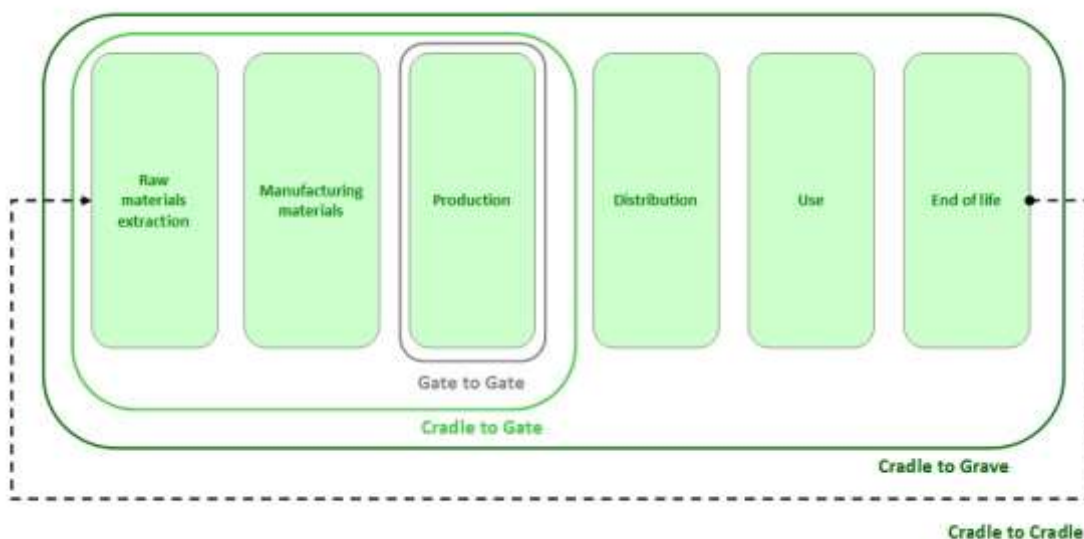 Raw
materials
extraction
Manufacturing
materials
Production
Distribution
Use
End of life
Gate to Gate
Cradle to Gate
Cradle to Grave
Cradle to Cradle